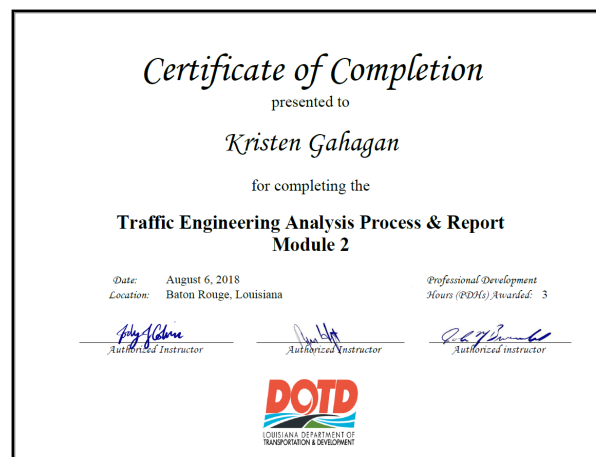 Certificate of Completion
presented to
Kristen Gahagan
for completing the
Traffic Engineering Analysis Process & Report
Module 2
Date: August 6, 2018
Location: Baton Rouge, Louisiana
Professional Development
Hours (PDHs) Awarded: 3
Authorized Instructor
Authorized Instructor
Authorized instructor
DOTD
LOUISIANA DEPARTMENT OF
TRANSPORTATION & DEVELOPMENT